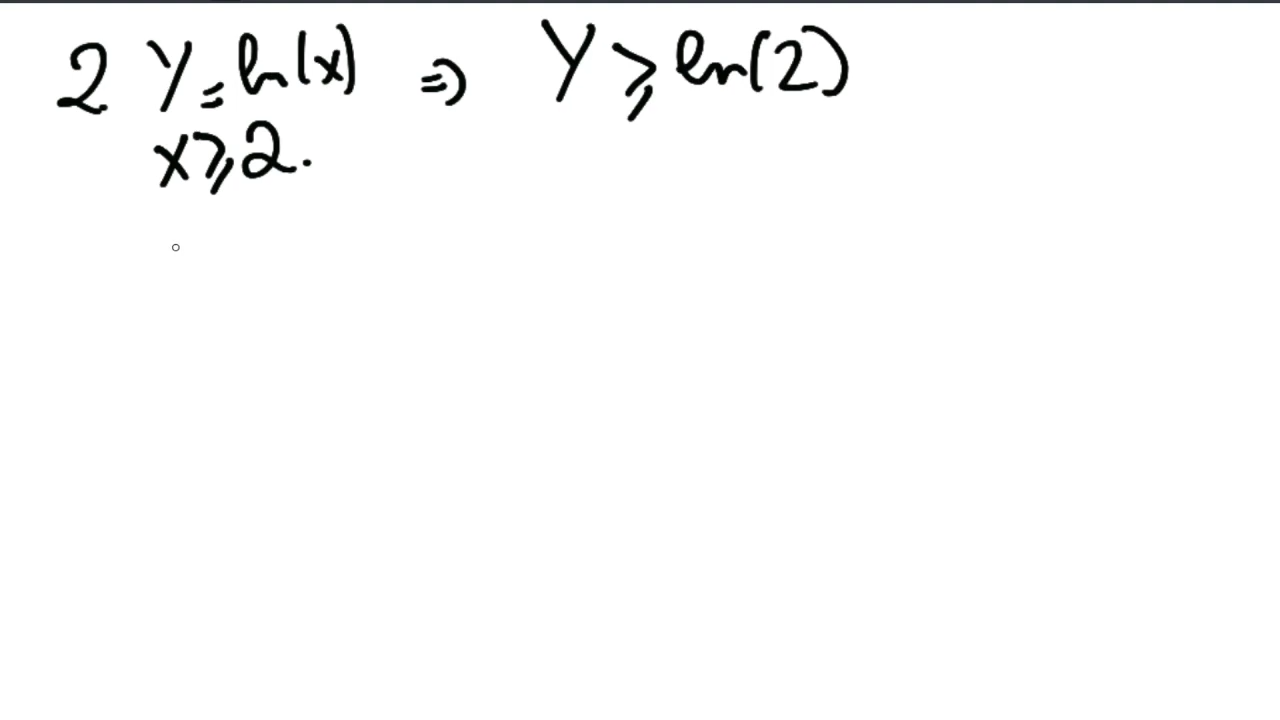 2 Y = ln(x) ⇒ Y ⩾ ln(2)
x ⩾ 2.